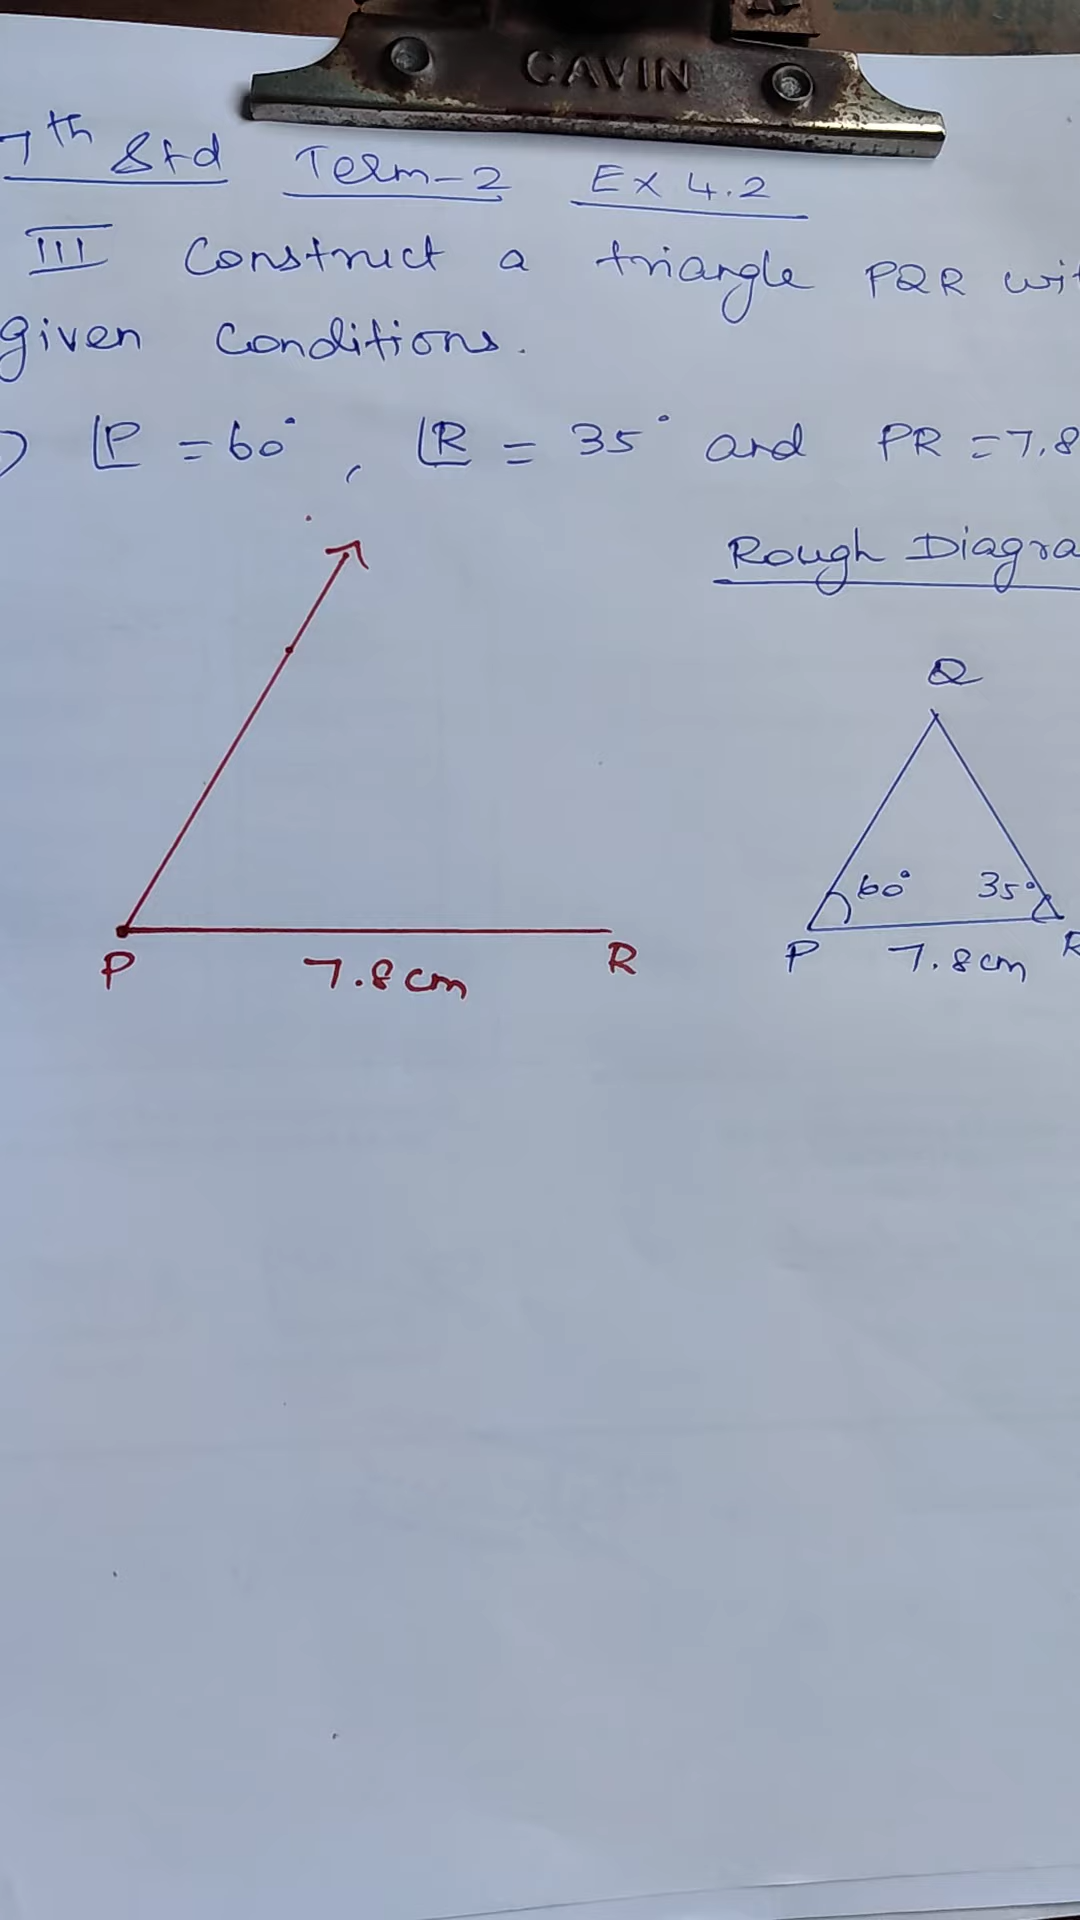 CAVIN
7th Std Term-2 Ex 4.2
III Construct a triangle PQR wit
given conditions.
) ∠P = 60°, ∠R = 35° and PR = 7.8
Rough Diagra
Q
60° 35°
P 7.8cm R
P 7.8cm R